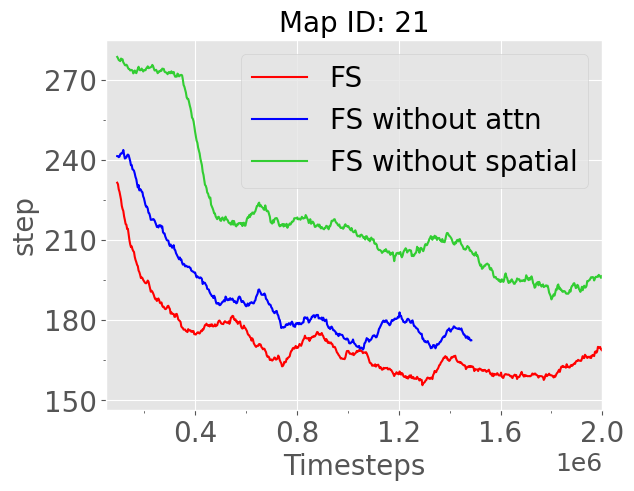 Map ID: 21
FS
FS without attn
FS without spatial
step
270
240
210
180
150
0.4 0.8 1.2 1.6 2.0
Timesteps
1e6